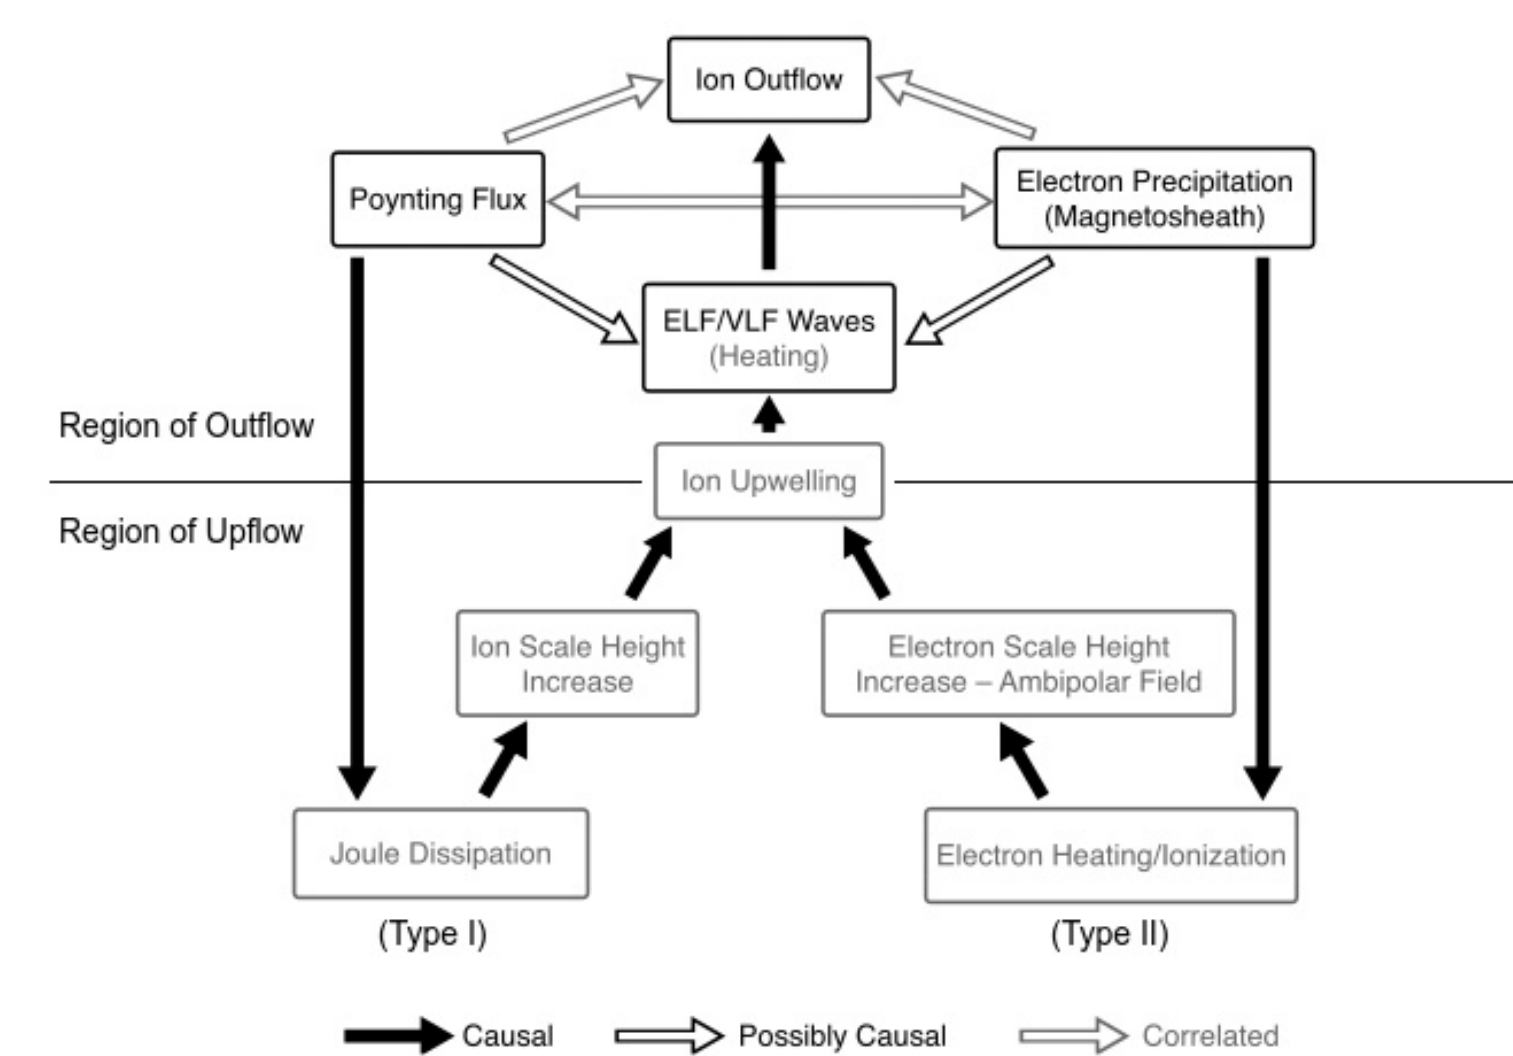 Ion Outflow
Poynting Flux
Electron Precipitation
(Magnetosheath)
ELF/VLF Waves
(Heating)
Region of Outflow
Ion Upwelling
Region of Upflow
Ion Scale Height
Increase
Electron Scale Height
Increase – Ambipolar Field
Joule Dissipation
Electron Heating/Ionization
(Type I)
(Type II)
Causal
Possibly Causal
Correlated